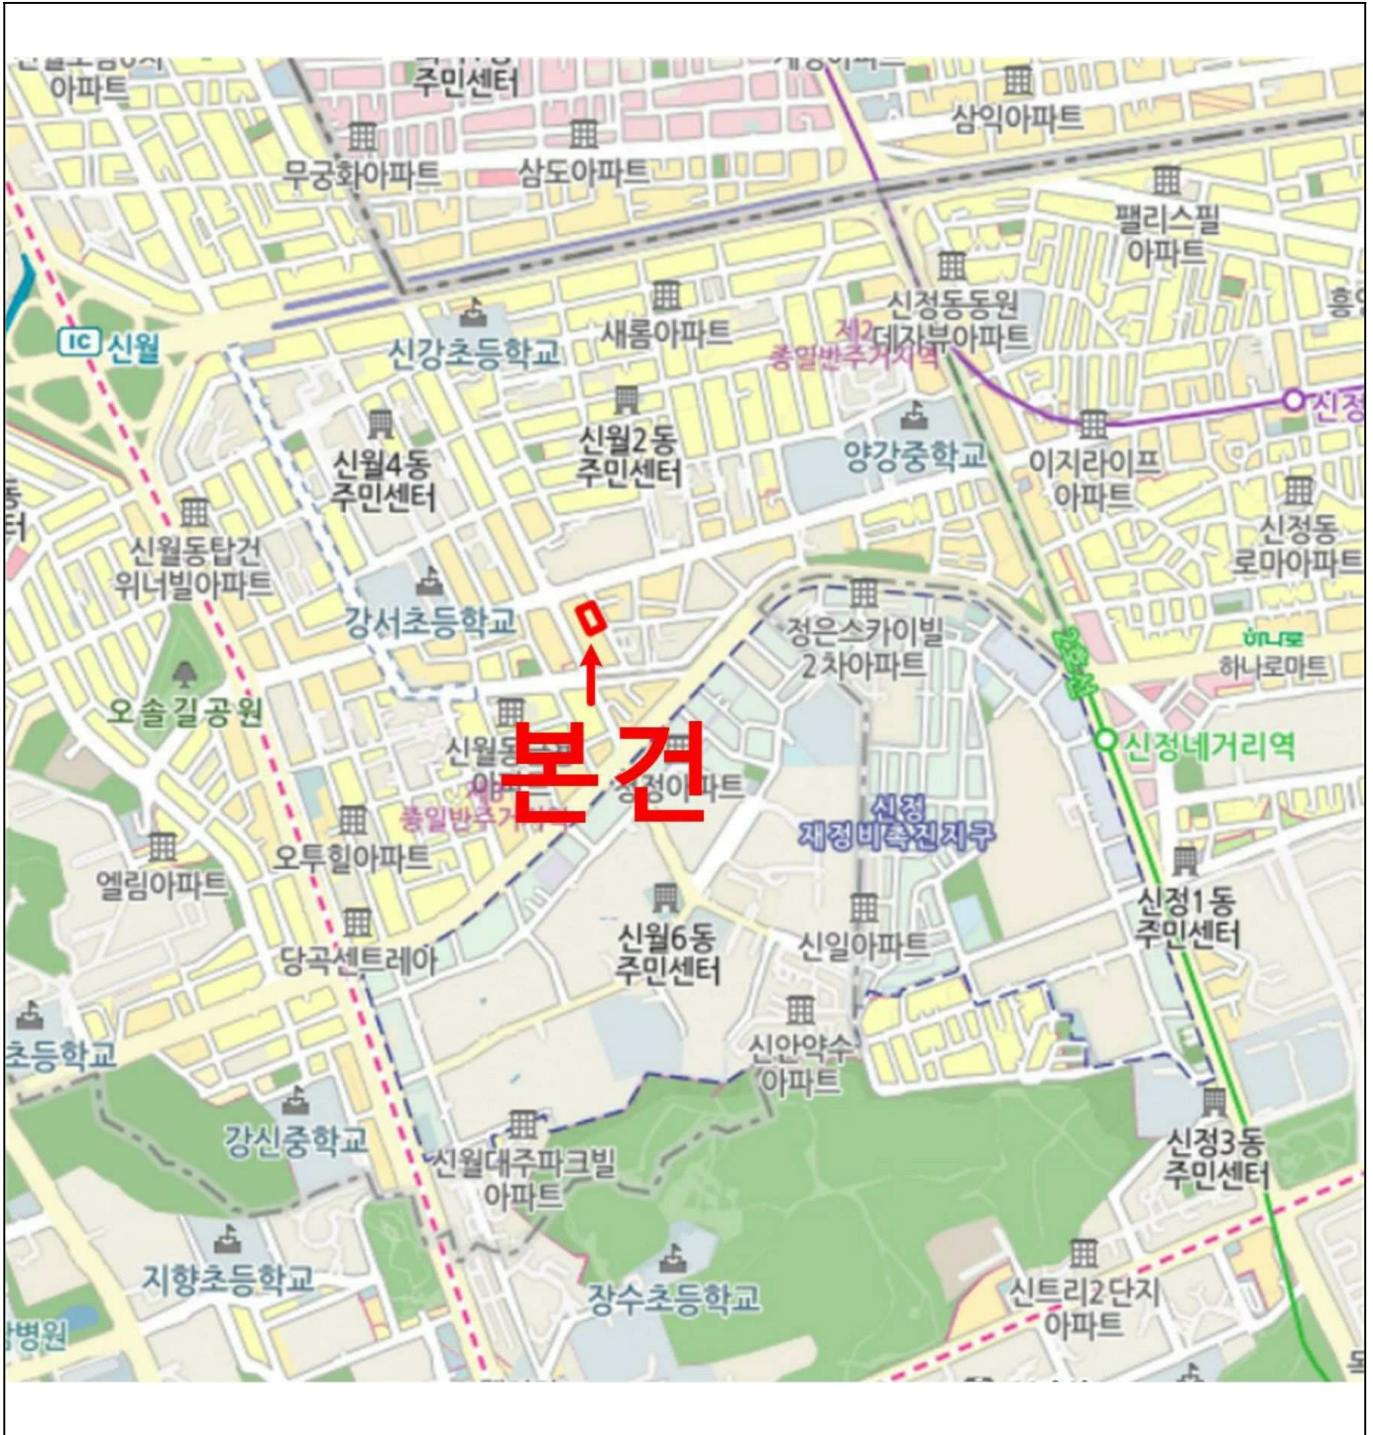 아파트
주민센터
삼익아파트
무궁화아파트
삼도아파트
팰리스필
아파트
신정동동원
데자뷰아파트
새롬아파트
제2
종일반주거지역
IC 신월
신강초등학교
신정
신월2동
주민센터
신월4동
주민센터
양강중학교
이지라이프
아파트
신정동
로마아파트
신월동탑건
위너빌아파트
강서초등학교
정은스카이빌
2차아파트
하나로
하나로마트
오솔길공원
본건
신정네거리역
신정
재정비촉진지구
오투힐아파트
엘림아파트
신정1동
주민센터
신월6동
주민센터
신일아파트
당곡센트레아
초등학교
신안약수
아파트
강신중학교
신월대주파크빌
아파트
신정3동
주민센터
지향초등학교
장수초등학교
신트리2단지
아파트
병원